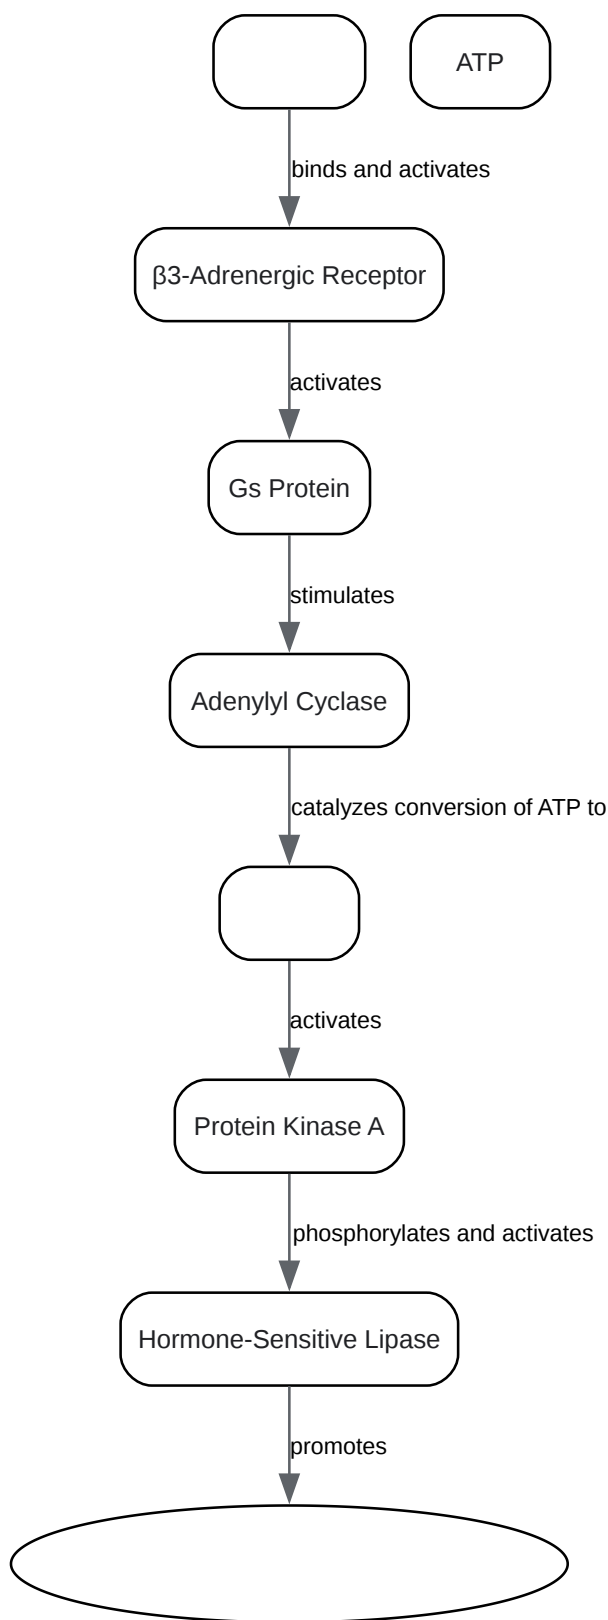 ATP
binds and activates
β3-Adrenergic Receptor
activates
Gs Protein
stimulates
Adenylyl Cyclase
catalyzes conversion of ATP to
activates
Protein Kinase A
phosphorylates and activates
Hormone-Sensitive Lipase
promotes